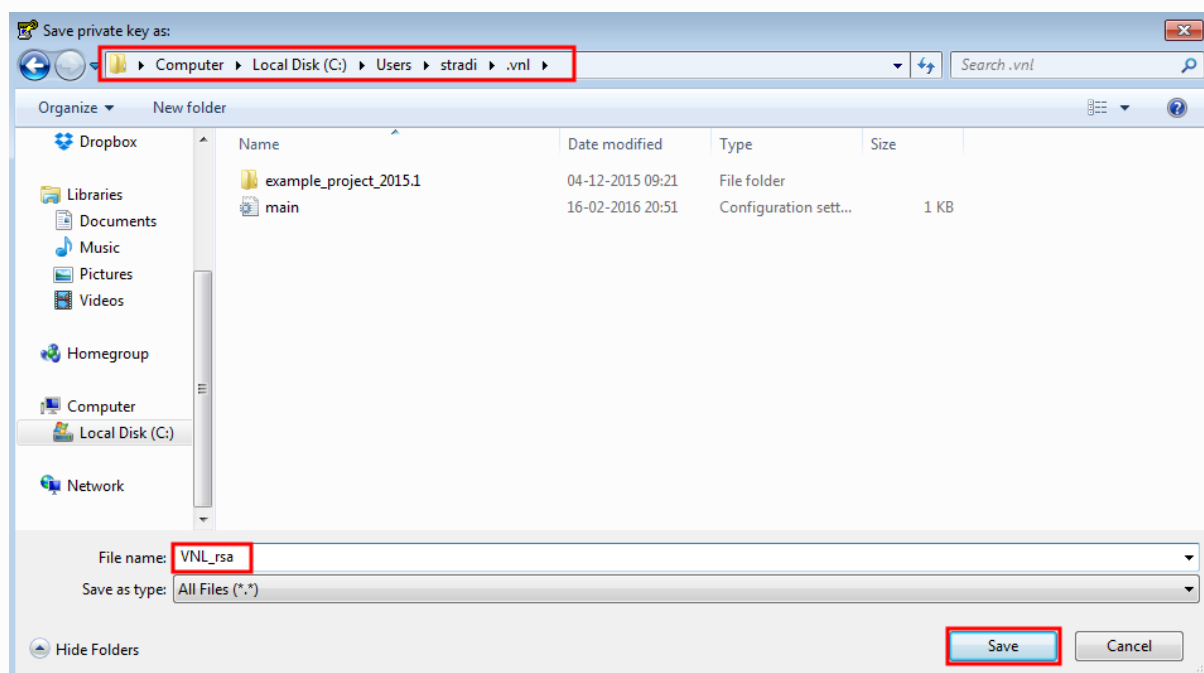 Save private key as:
Computer Local Disk (C:) Users stradi .vnl Search .vnl
Organize New folder
Name Date modified Type Size
Dropbox
Libraries
Documents
Music
Pictures
Videos
Homegroup
Computer
Local Disk (C:)
Network
example_project_2015.1 04-12-2015 09:21 File folder
main 16-02-2016 20:51 Configuration sett... 1 KB
File name: VNL_rsa
Save as type: All Files (*.*)
Hide Folders Save Cancel